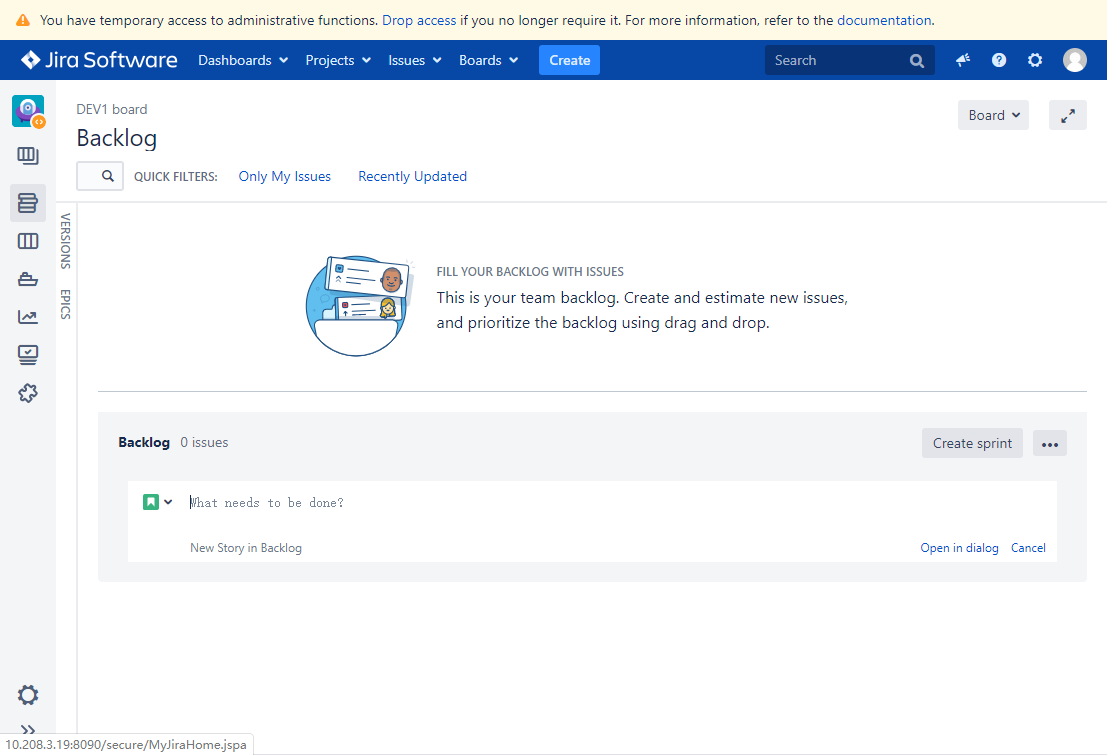 You have temporary access to administrative functions. Drop access if you no longer require it. For more information, refer to the documentation.
Jira Software Dashboards Projects Issues Boards Create Search
DEV1 board
Board
Backlog
QUICK FILTERS: Only My Issues Recently Updated
VERSIONS
EPICS
FILL YOUR BACKLOG WITH ISSUES
This is your team backlog. Create and estimate new issues,
and prioritize the backlog using drag and drop.
Backlog 0 issues Create sprint
What needs to be done?
New Story in Backlog Open in dialog Cancel
10.208.3.19:8090/secure/MyJiraHome.jspa